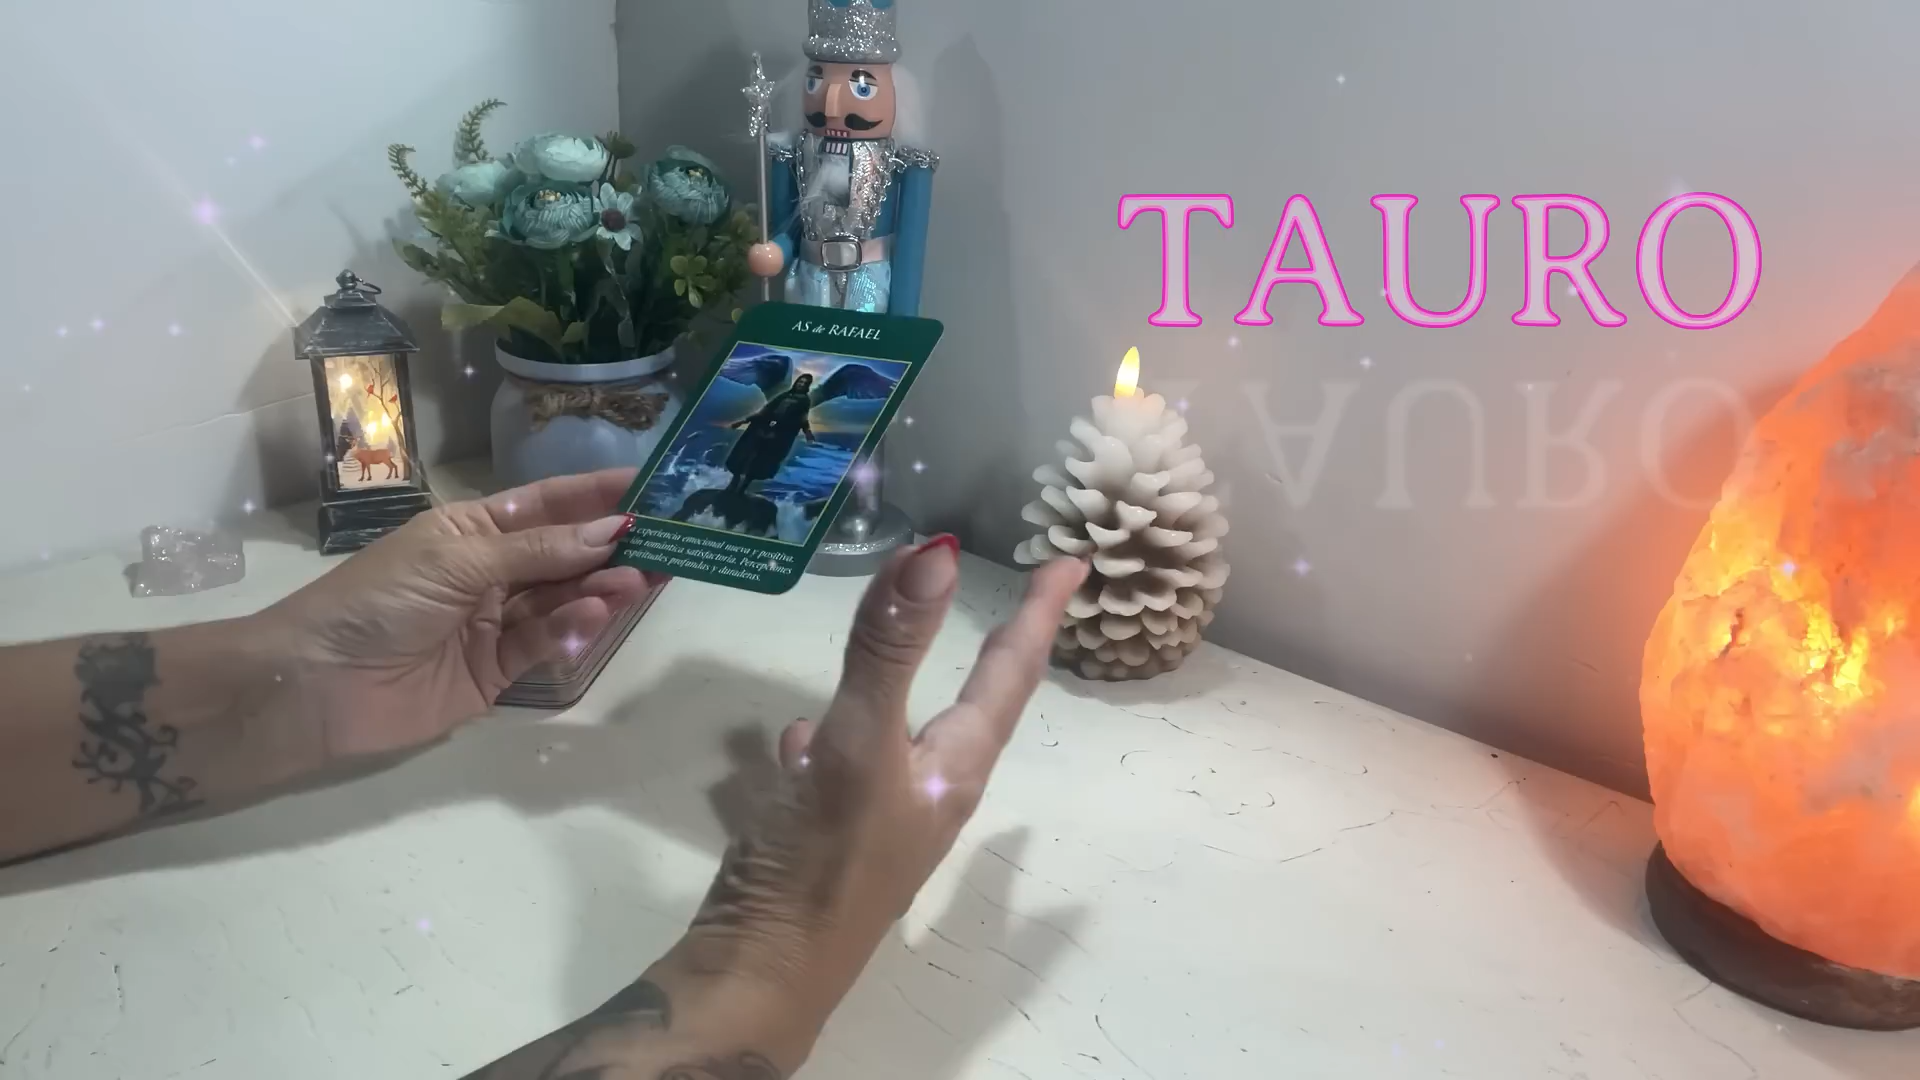 TAURO
AS de RAFAEL
experiencia emocional nueva y positiva.
romántica satisfactoria. Percepciones
espirituales profundas y duraderas.